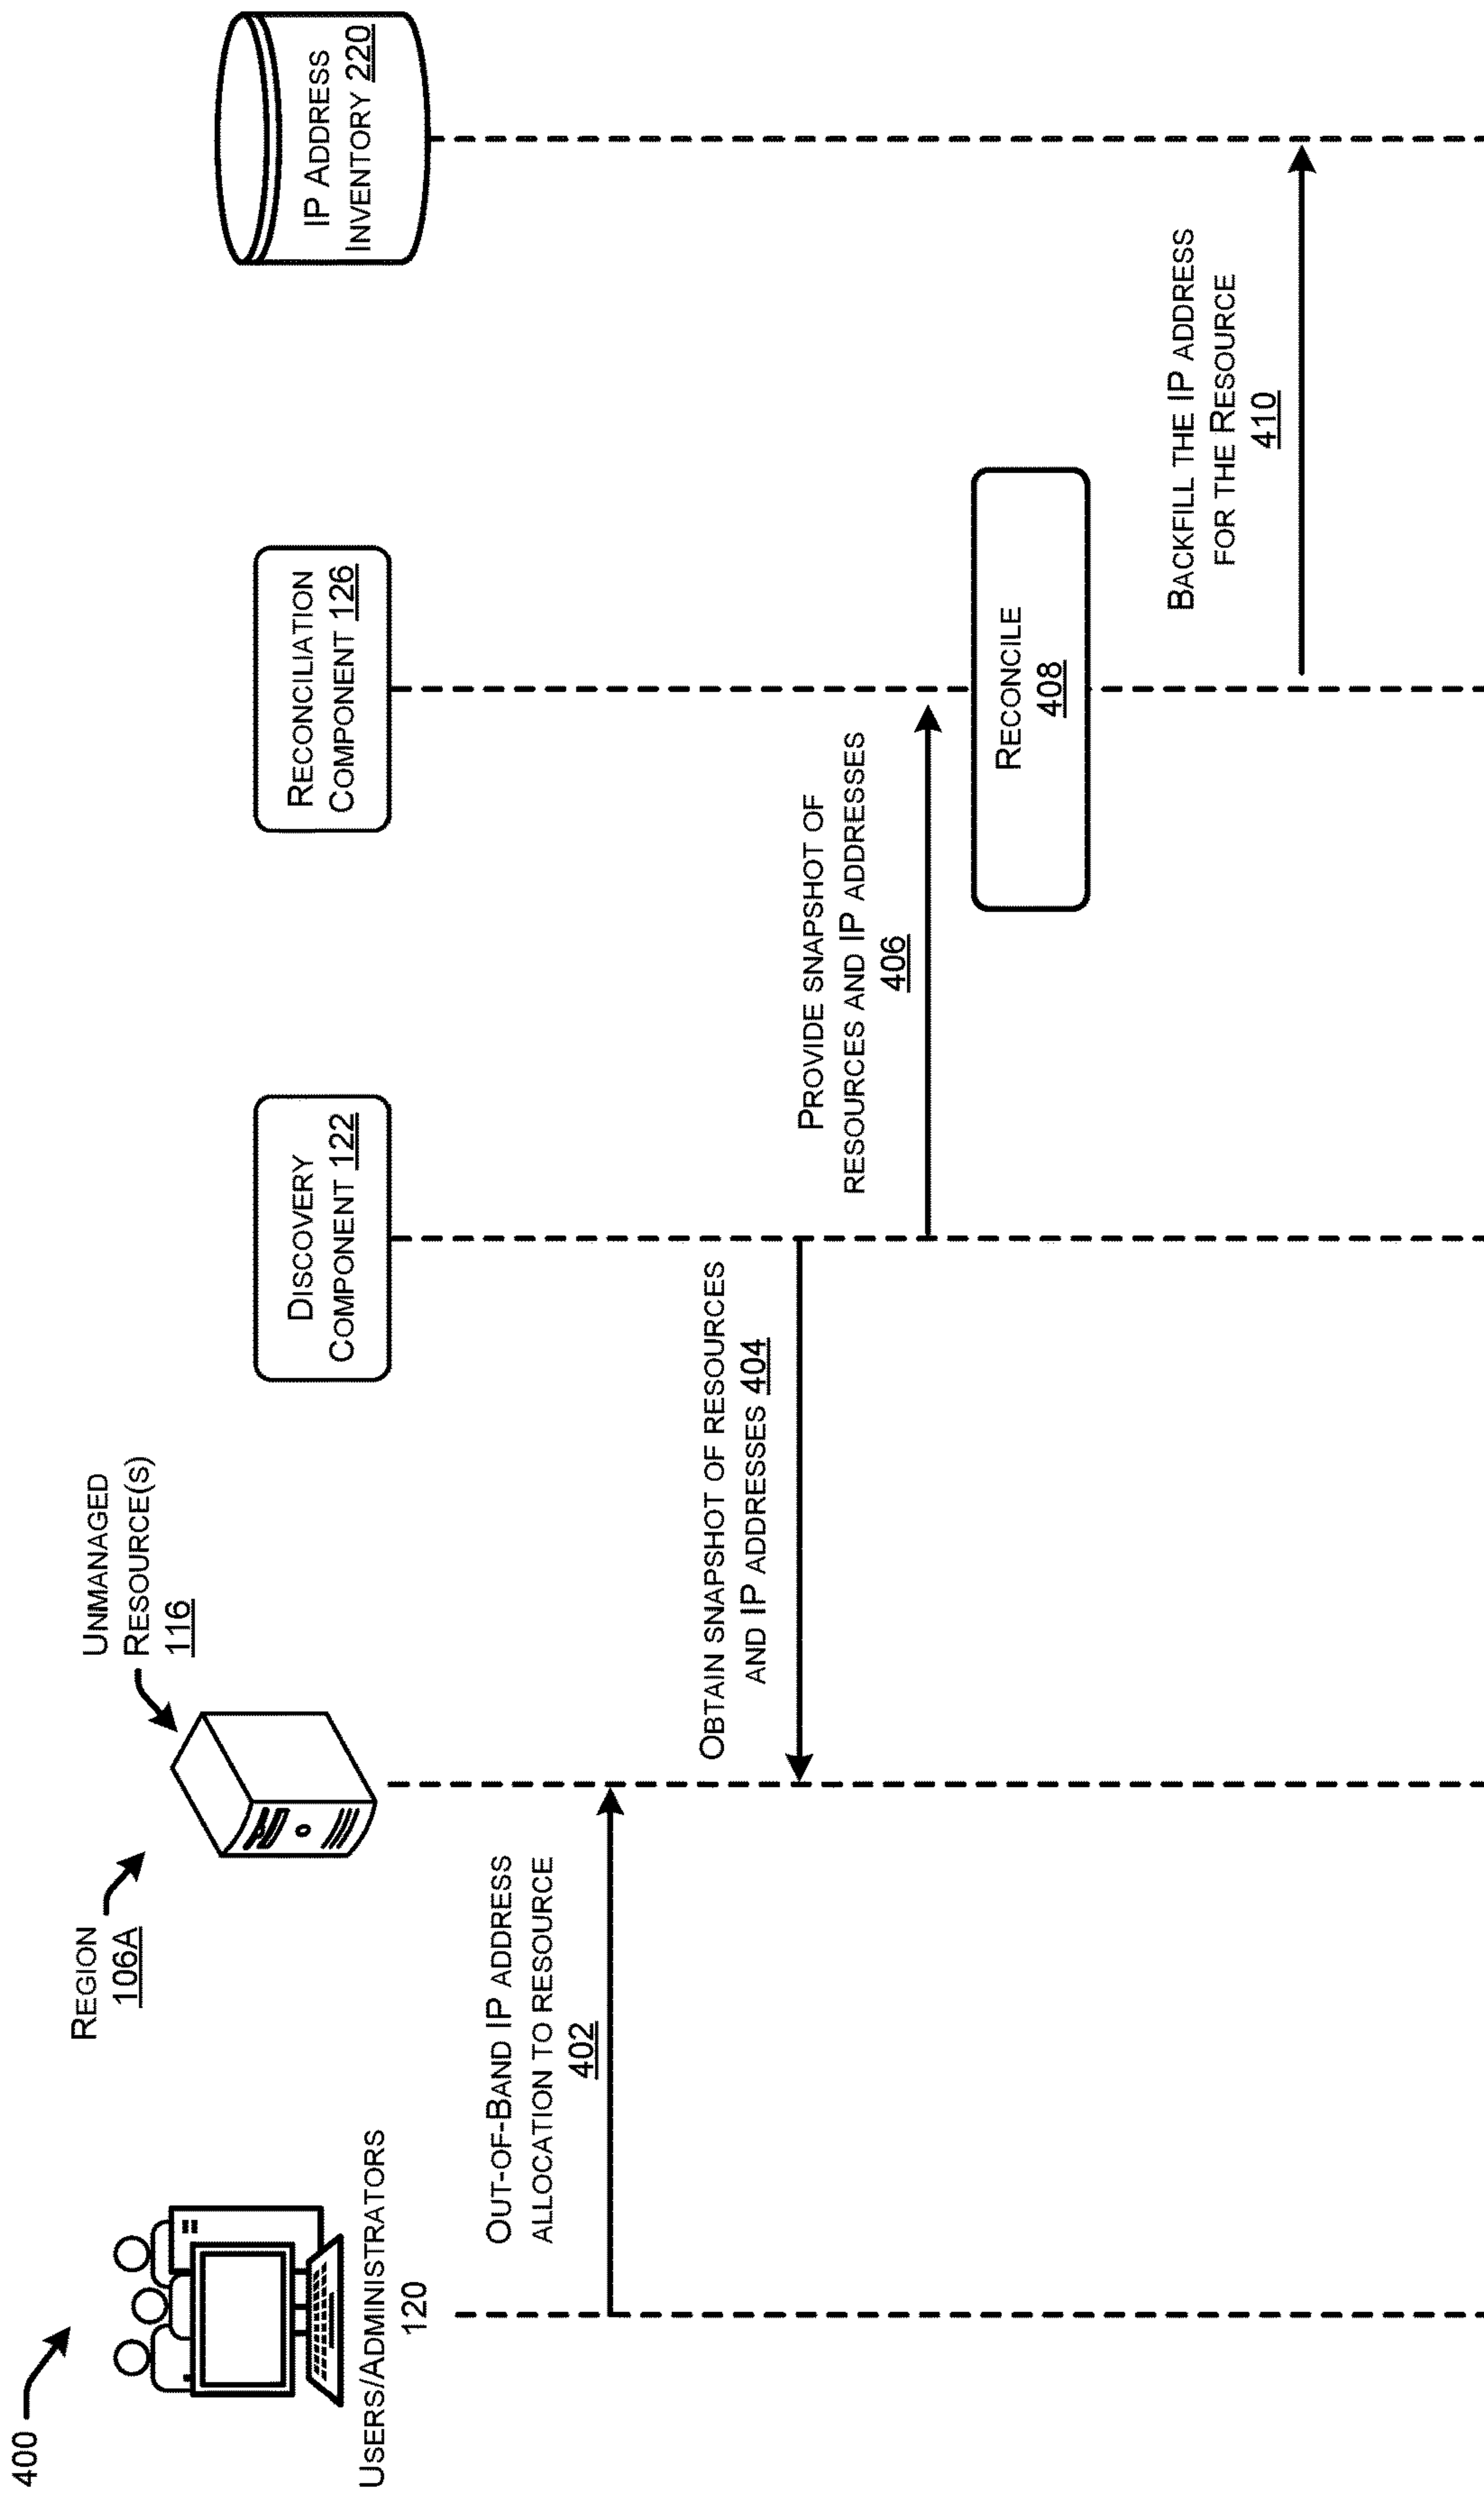 400
USERS/ADMINISTRATORS
120
REGION
106A
UNMANAGED
RESOURCE(S)
116
DISCOVERY
COMPONENT 122
RECONCILIATION
COMPONENT 126
IP ADDRESS
INVENTORY 220
OUT-OF-BAND IP ADDRESS
ALLOCATION TO RESOURCE
402
OBTAIN SNAPSHOT OF RESOURCES
AND IP ADDRESSES 404
PROVIDE SNAPSHOT OF
RESOURCES AND IP ADDRESSES
406
RECONCILE
408
BACKFILL THE IP ADDRESS
FOR THE RESOURCE
410